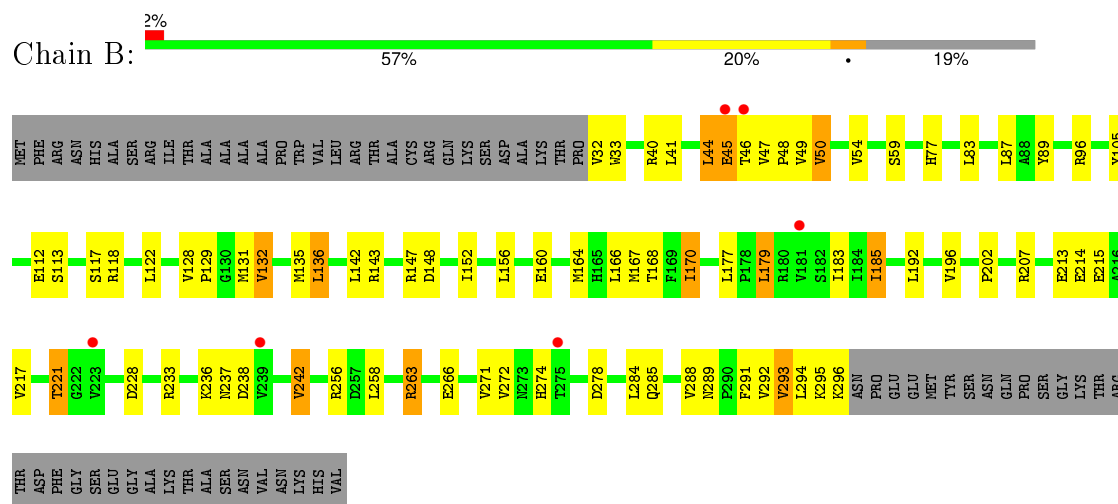 2%
Chain B:
57% 20% • 19%
MET PHE ARG ASN HIS ALA SER ARG ILE THR ALA ALA ALA ALA PRO TRP VAL LEU ARG THR ALA CYS ARG GLN LYS SER ASP ALA LYS THR PRO V32 W33 R40 L41 L44 E45 T46 V47 P48 V49 V50 V54 S59 H77 L83 L87 A88 Y89 R96 Y105
E112 S113 S117 R118 L122 V128 P129 G130 M131 V132 M135 L136 L142 R143 R147 D148 I152 L156 E160 M164 H165 L166 M167 T168 F169 I170 L177 P178 L179 R180 V181 S182 I183 I184 I185 L192 V196 P202 R207 E213 E214 E215 A216
V217 T221 G222 V223 D228 R233 K236 N237 D238 V239 V242 R256 D257 L258 R263 E266 V271 V272 N273 H274 T275 D278 L284 Q285 V288 N289 P290 F291 V292 V293 L294 K295 K296 ASN PRO GLU GLU MET TYR SER ASN GLN PRO SER GLY LYS THR ARG
THR ASP PHE GLY SER GLU GLY ALA LYS THR ALA SER ASN VAL ASN LYS HIS VAL